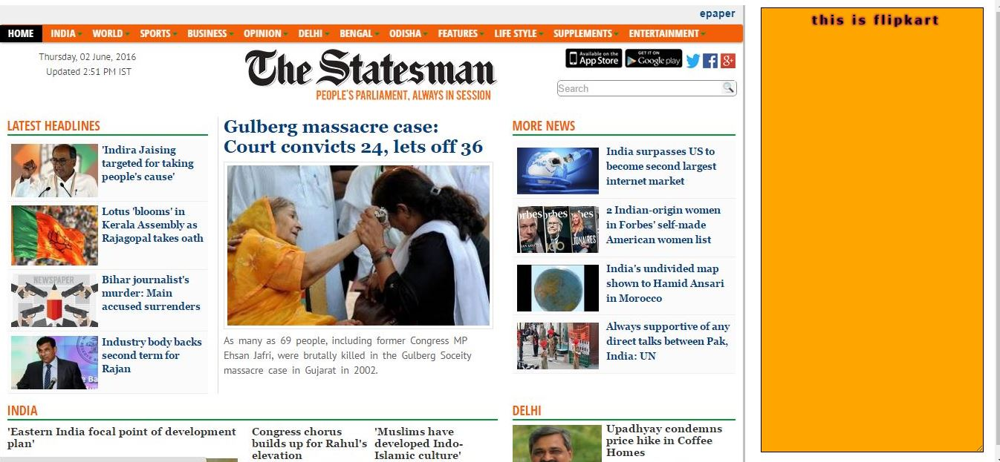 epaper
HOME INDIA WORLD SPORTS BUSINESS OPINION DELHI BENGAL ODISHA FEATURES LIFE STYLE SUPPLEMENTS ENTERTAINMENT
Thursday, 02 June, 2016
Updated 2:51 PM IST
The Statesman
PEOPLE'S PARLIAMENT, ALWAYS IN SESSION
Available on the
App Store
GET IT ON
Google play
g+
Search
LATEST HEADLINES
'Indira Jaising
targeted for taking
people's cause'
Lotus 'blooms' in
Kerala Assembly as
Rajagopal takes oath
NEWSPAPER
Bihar journalist's
murder: Main
accused surrenders
Industry body backs
second term for
Rajan
Gulberg massacre case:
Court convicts 24, lets off 36
As many as 69 people, including former Congress MP
Ehsan Jafri, were brutally killed in the Gulberg Soceity
massacre case in Gujarat in 2002.
MORE NEWS
India surpasses US to
become second largest
internet market
2 Indian-origin women
in Forbes' self-made
American women list
India's undivided map
shown to Hamid Ansari
in Morocco
Always supportive of any
direct talks between Pak,
India: UN
INDIA
'Eastern India focal point of development
plan'
Congress chorus
builds up for Rahul's
elevation
'Muslims have
developed Indo-
Islamic culture'
DELHI
Upadhyay condemns
price hike in Coffee
Homes
this is flipkart